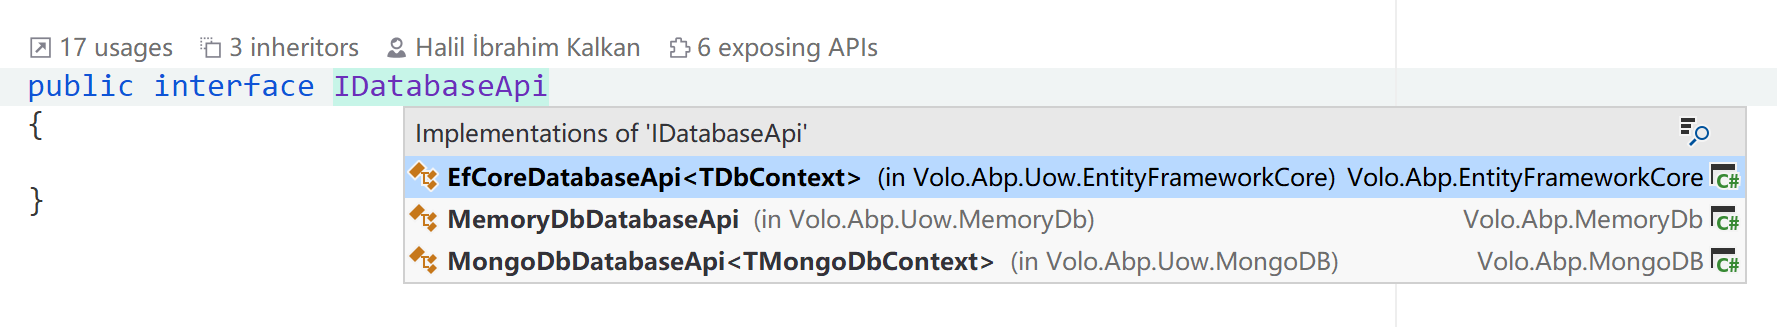 17 usages 3 inheritors Halil İbrahim Kalkan 6 exposing APIs
public interface IDatabaseApi
{
Implementations of 'IDatabaseApi'
EfCoreDatabaseApi<TDbContext> (in Volo.Abp.Uow.EntityFrameworkCore) Volo.Abp.EntityFrameworkCore C#
}
MemoryDbDatabaseApi (in Volo.Abp.Uow.MemoryDb) Volo.Abp.MemoryDb C#
MongoDbDatabaseApi<TMongoDbContext> (in Volo.Abp.Uow.MongoDB) Volo.Abp.MongoDB C#